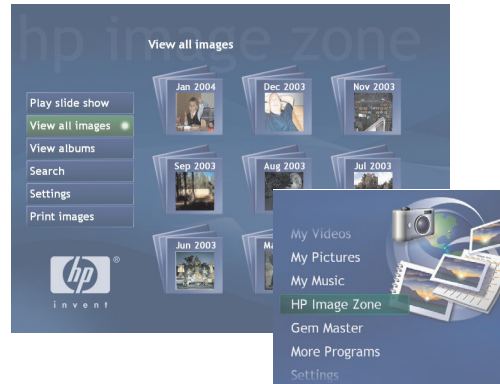 hp image zone
View all images
Jan 2004
Dec 2003
Nov 2003
Play slide show
View all images
View albums
Search
Settings
Print images
Sep 2003
Aug 2003
Jul 2003
Jun 2003
hp®
invent
My Videos
My Pictures
My Music
HP Image Zone
Gem Master
More Programs
Settings